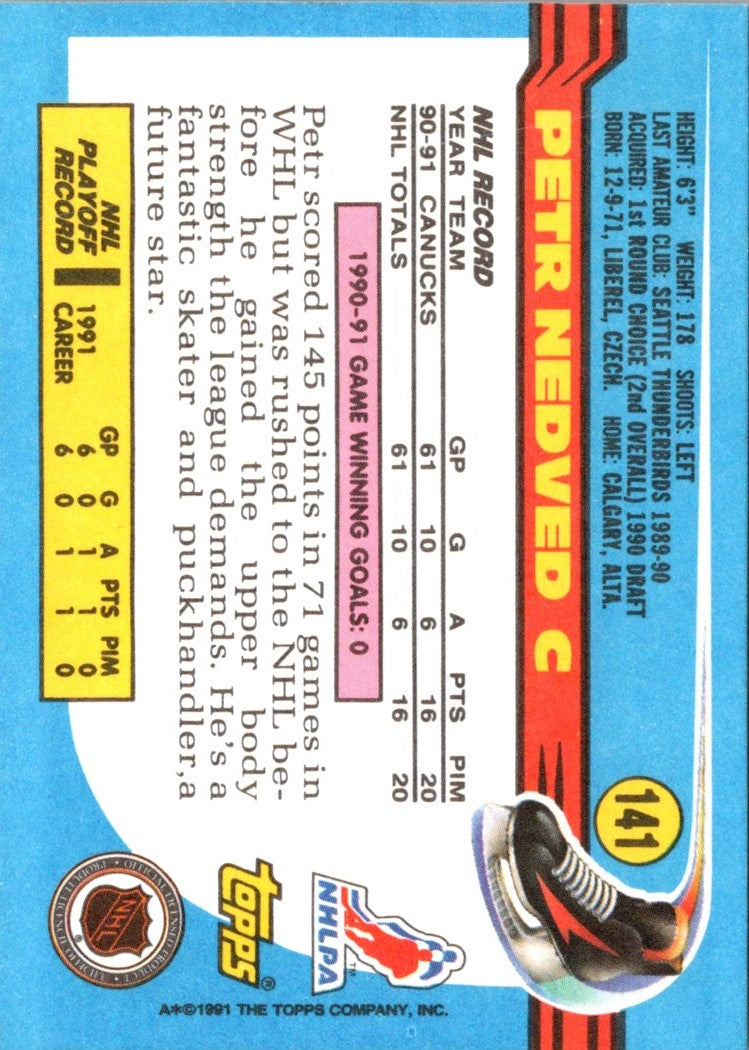 141
HEIGHT: 6'3" WEIGHT: 178 SHOOTS: LEFT
LAST AMATEUR CLUB: SEATTLE THUNDERBIRDS 1989-90
ACQUIRED: 1st ROUND CHOICE (2nd OVERALL) 1990 DRAFT
BORN: 12-9-71, LIBEREL, CZECH. HOME: CALGARY, ALTA.
PETR NEDVED C
NHL RECORD
YEAR TEAM GP G A PTS PIM
90-91 CANUCKS 61 10 6 16 20
NHL TOTALS 61 10 6 16 20
1990-91 GAME WINNING GOALS: 0
Petr scored 145 points in 71 games in
WHL but was rushed to the NHL be-
fore he gained the upper body
strength the league demands. He's a
fantastic skater and puckhandler,a
future star.
NHL
PLAYOFF
RECORD
GP G A PTS PIM
1991 6 0 1 1 0
CAREER 6 0 1 1 0
NHLPA
TM
topps®
NHL
®
A*©1991 THE TOPPS COMPANY, INC.